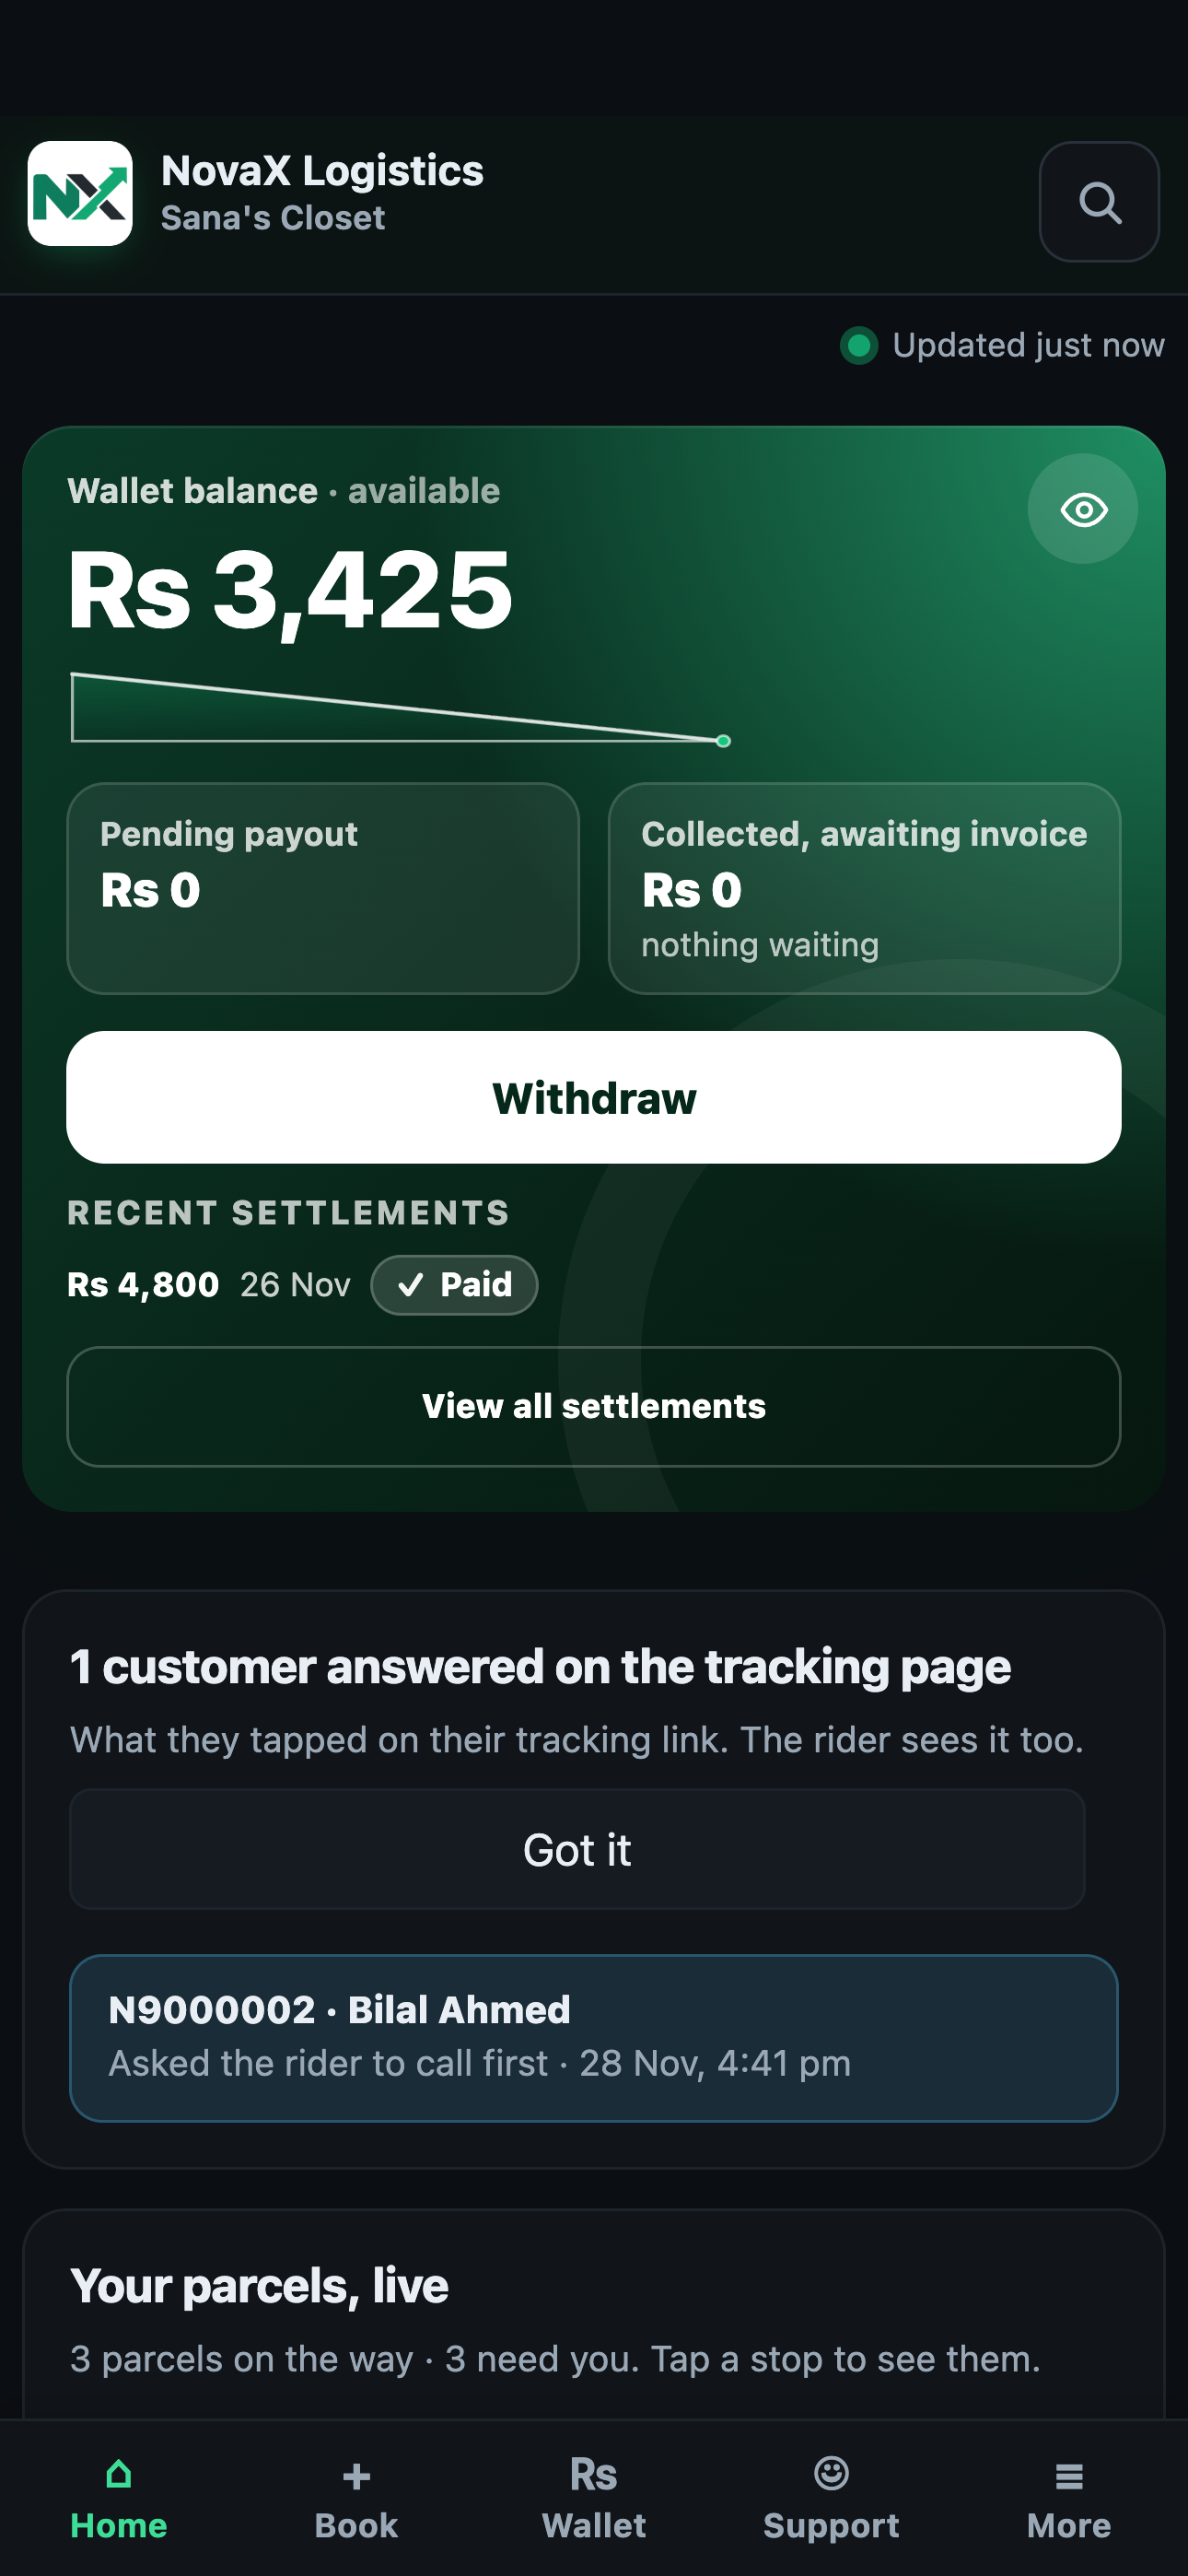 NX
NovaX Logistics
Sana's Closet
Updated just now
Wallet balance · available
Rs 3,425
Pending payout
Rs 0
Collected, awaiting invoice
Rs 0
nothing waiting
Withdraw
RECENT SETTLEMENTS
Rs 4,800 26 Nov ✓ Paid
View all settlements
1 customer answered on the tracking page
What they tapped on their tracking link. The rider sees it too.
Got it
N9000002 · Bilal Ahmed
Asked the rider to call first · 28 Nov, 4:41 pm
Your parcels, live
3 parcels on the way · 3 need you. Tap a stop to see them.
Home
Book
Rs
Wallet
Support
More